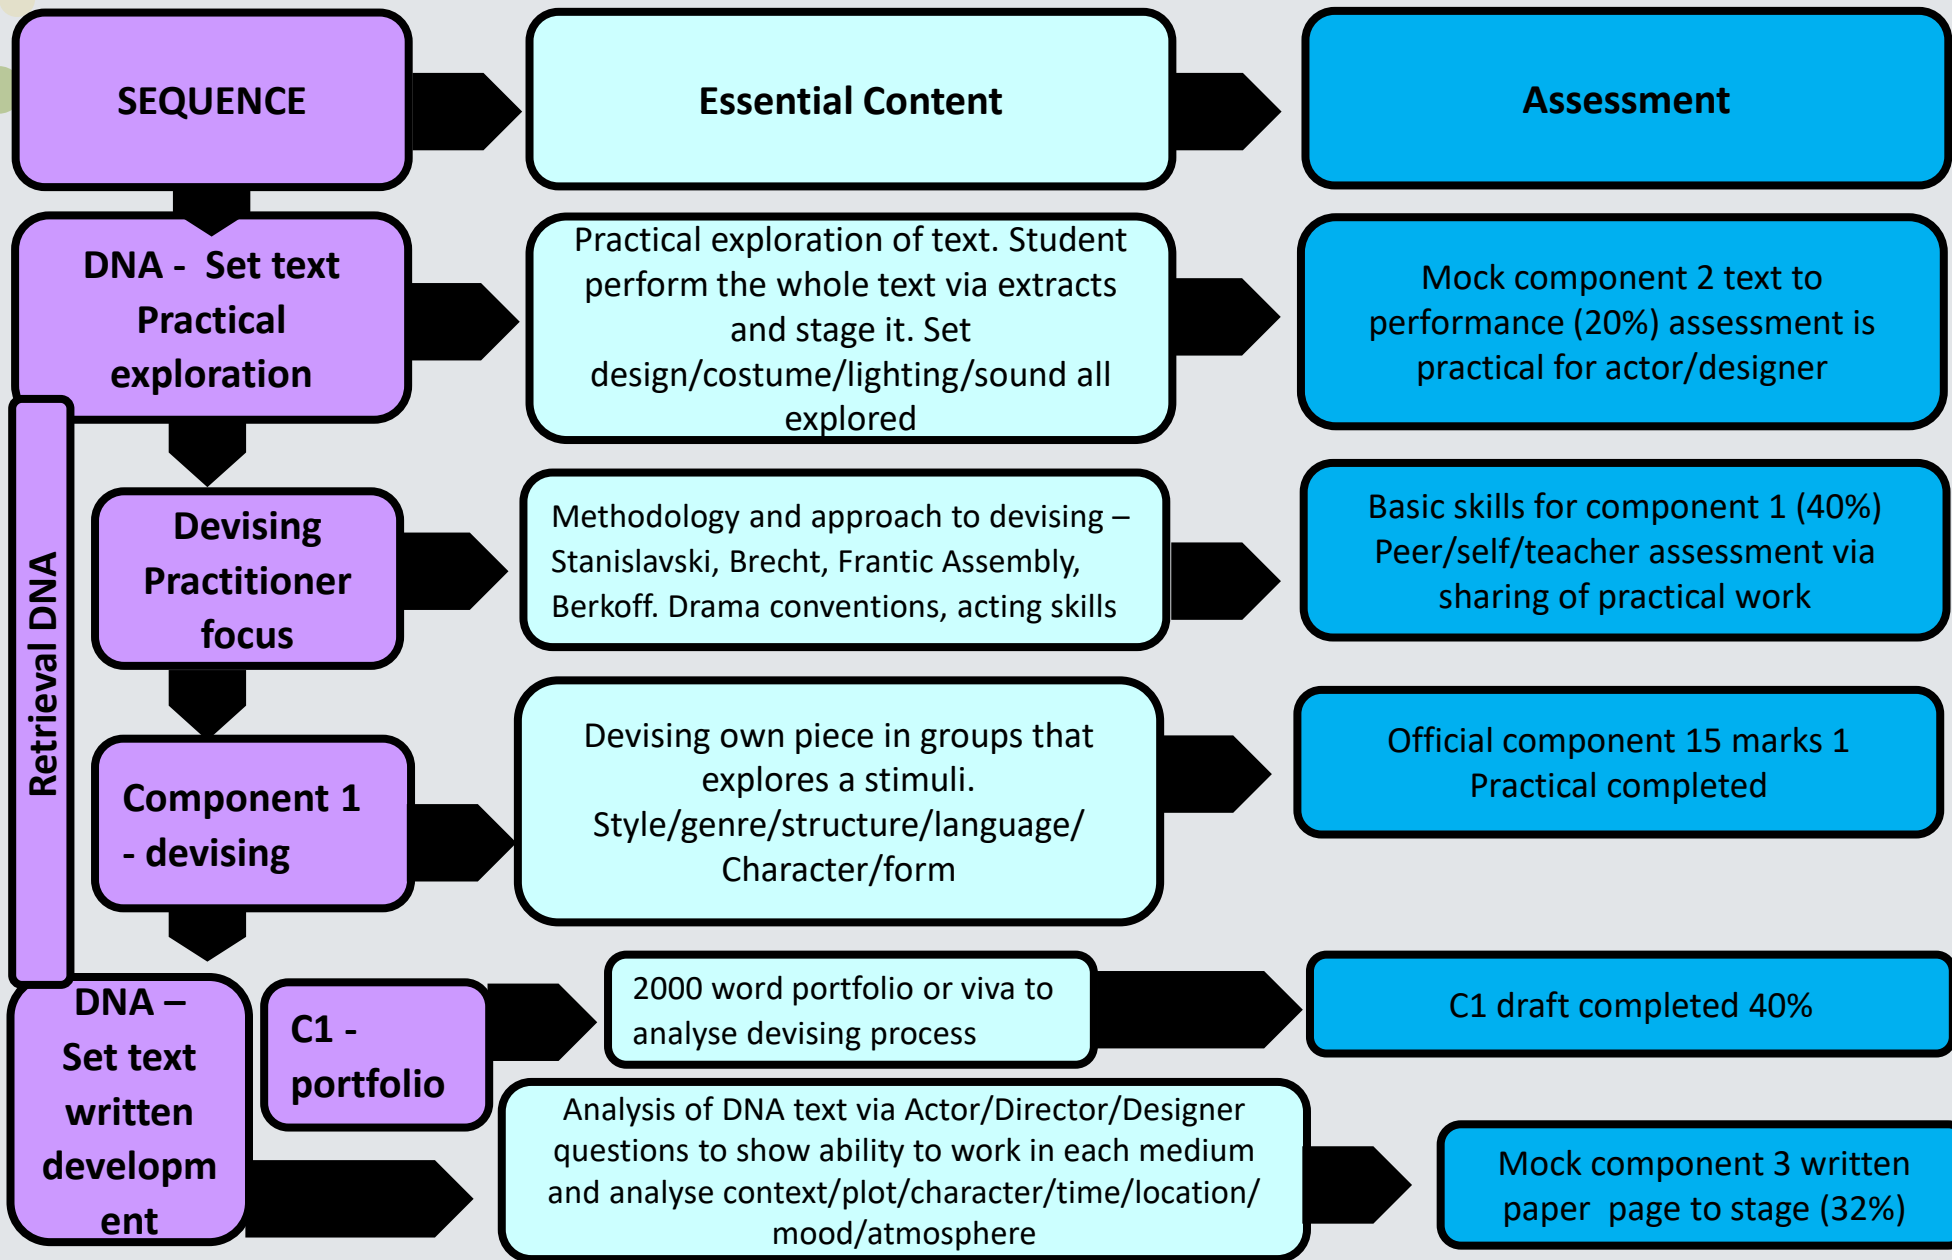 SEQUENCE
Essential Content
Assessment
DNA - Set text
Practical
exploration
Practical exploration of text. Student
perform the whole text via extracts
and stage it. Set
design/costume/lighting/sound all
explored
Mock component 2 text to
performance (20%) assessment is
practical for actor/designer
Retrieval DNA
Devising
Practitioner
focus
Methodology and approach to devising –
Stanislavski, Brecht, Frantic Assembly,
Berkoff. Drama conventions, acting skills
Basic skills for component 1 (40%)
Peer/self/teacher assessment via
sharing of practical work
Component 1
- devising
Devising own piece in groups that
explores a stimuli.
Style/genre/structure/language/
Character/form
Official component 15 marks 1
Practical completed
DNA –
Set text
written
developm
ent
C1 -
portfolio
2000 word portfolio or viva to
analyse devising process
C1 draft completed 40%
Analysis of DNA text via Actor/Director/Designer
questions to show ability to work in each medium
and analyse context/plot/character/time/location/
mood/atmosphere
Mock component 3 written
paper page to stage (32%)